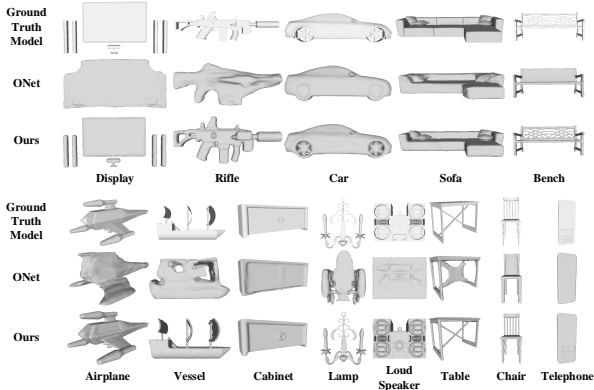 Ground
Truth
Model
ONet
Ours
Display Rifle Car Sofa Bench
Ground
Truth
Model
ONet
Ours
Airplane Vessel Cabinet Lamp Loud Speaker Table Chair Telephone